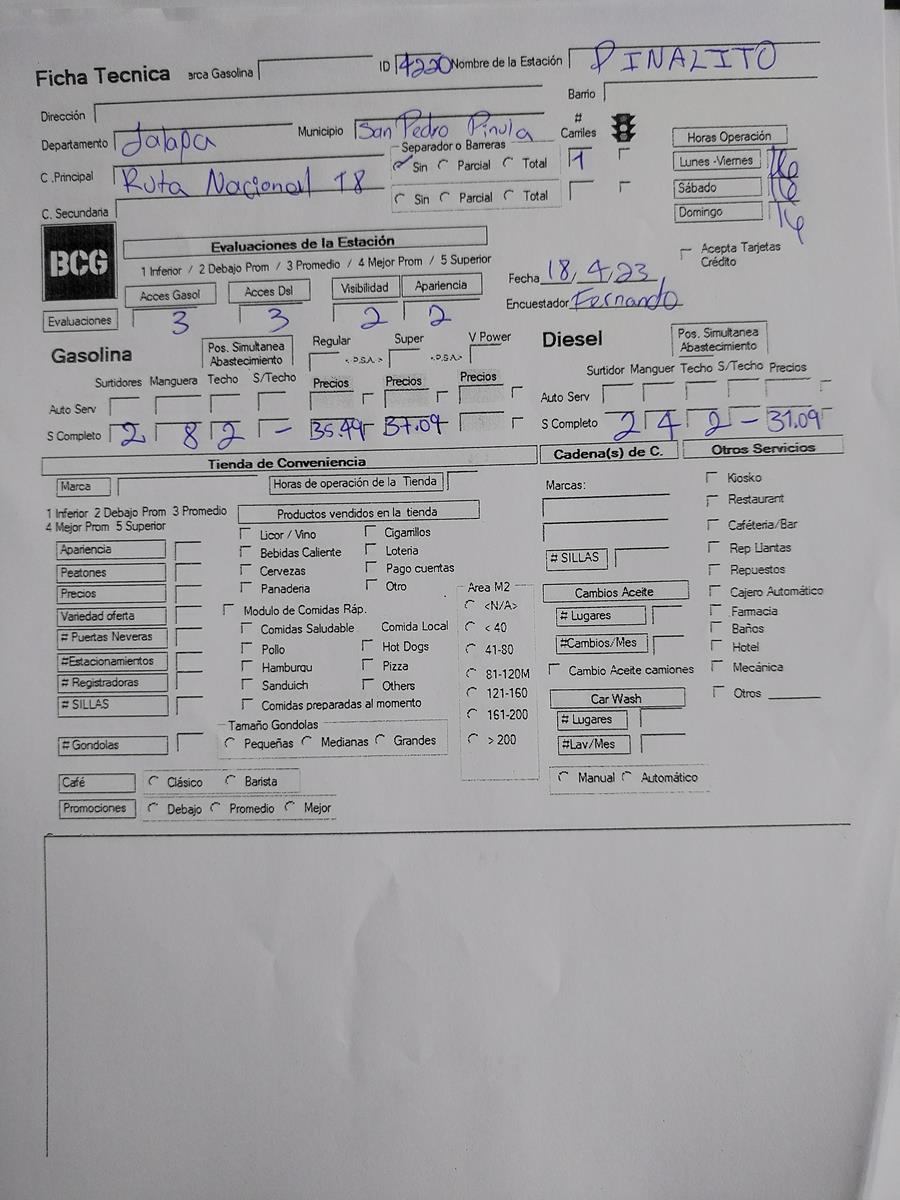 Ficha Tecnica arca Gasolina ID 4220 Nombre de la Estación PINALITO
Dirección Barrio
Departamento Jalapa Municipio San Pedro Pinula # Carriles
Separador o Barreras
Sin Parcial Total 1
C .Principal Ruta Nacional 18
Sin Parcial Total
C. Secundaria
Horas Operación
Lunes -Viernes
Sábado
Domingo 14
BCG
Evaluaciones de la Estación
1 Inferior / 2 Debajo Prom / 3 Promedio / 4 Mejor Prom / 5 Superior
Acces Gasol Acces Dsl Visibilidad Apariencia
Evaluaciones 3 3 2 2
Acepta Tarjetas
Crédito
Fecha 18, 4, 23
Encuestador Fernando
Gasolina Pos. Simultanea
Abastecimiento Regular <.P.S.A.> Super <.P.S.A.> V Power
Surtidores Manguera Techo S/Techo Precios Precios Precios
Auto Serv
S Completo 2 8 2 - 35.49 37.09
Diesel Pos. Simultanea
Abastecimiento
Surtidor Manguer Techo S/Techo Precios
Auto Serv
S Completo 2 4 2 - 31.09
Tienda de Conveniencia
Marca Horas de operación de la Tienda
1 Inferior 2 Debajo Prom 3 Promedio
4 Mejor Prom 5 Superior
Apariencia
Peatones
Precios
Variedad oferta
# Puertas Neveras
#Estacionamientos
# Registradoras
# SILLAS
# Gondolas
Productos vendidos en la tienda
Licor / Vino Cigarrillos
Bebidas Caliente Loteria
Cervezas Pago cuentas
Panaderia Otro
Modulo de Comidas Ráp.
Comidas Saludable Comida Local
Pollo Hot Dogs
Hamburgu Pizza
Sanduich Others
Comidas preparadas al momento
Tamaño Gondolas
Pequeñas Medianas Grandes
Area M2
<N/A>
< 40
41-80
81-120M
121-160
161-200
> 200
Café Clásico Barista
Promociones Debajo Promedio Mejor
Cadena(s) de C.
Marcas:
# SILLAS
Cambios Aceite
# Lugares
#Cambios/Mes
Cambio Aceite camiones
Car Wash
# Lugares
#Lav/Mes
Manual Automático
Otros Servicios
Kiosko
Restaurant
Caféteria/Bar
Rep Llantas
Repuestos
Cajero Automático
Farmacia
Baños
Hotel
Mecánica
Otros